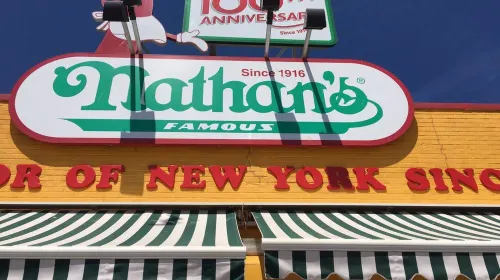 100TH
ANNIVERSARY
Since 1916
Since 1916
Nathan's®
FAMOUS
OR OF NEW YORK SINC